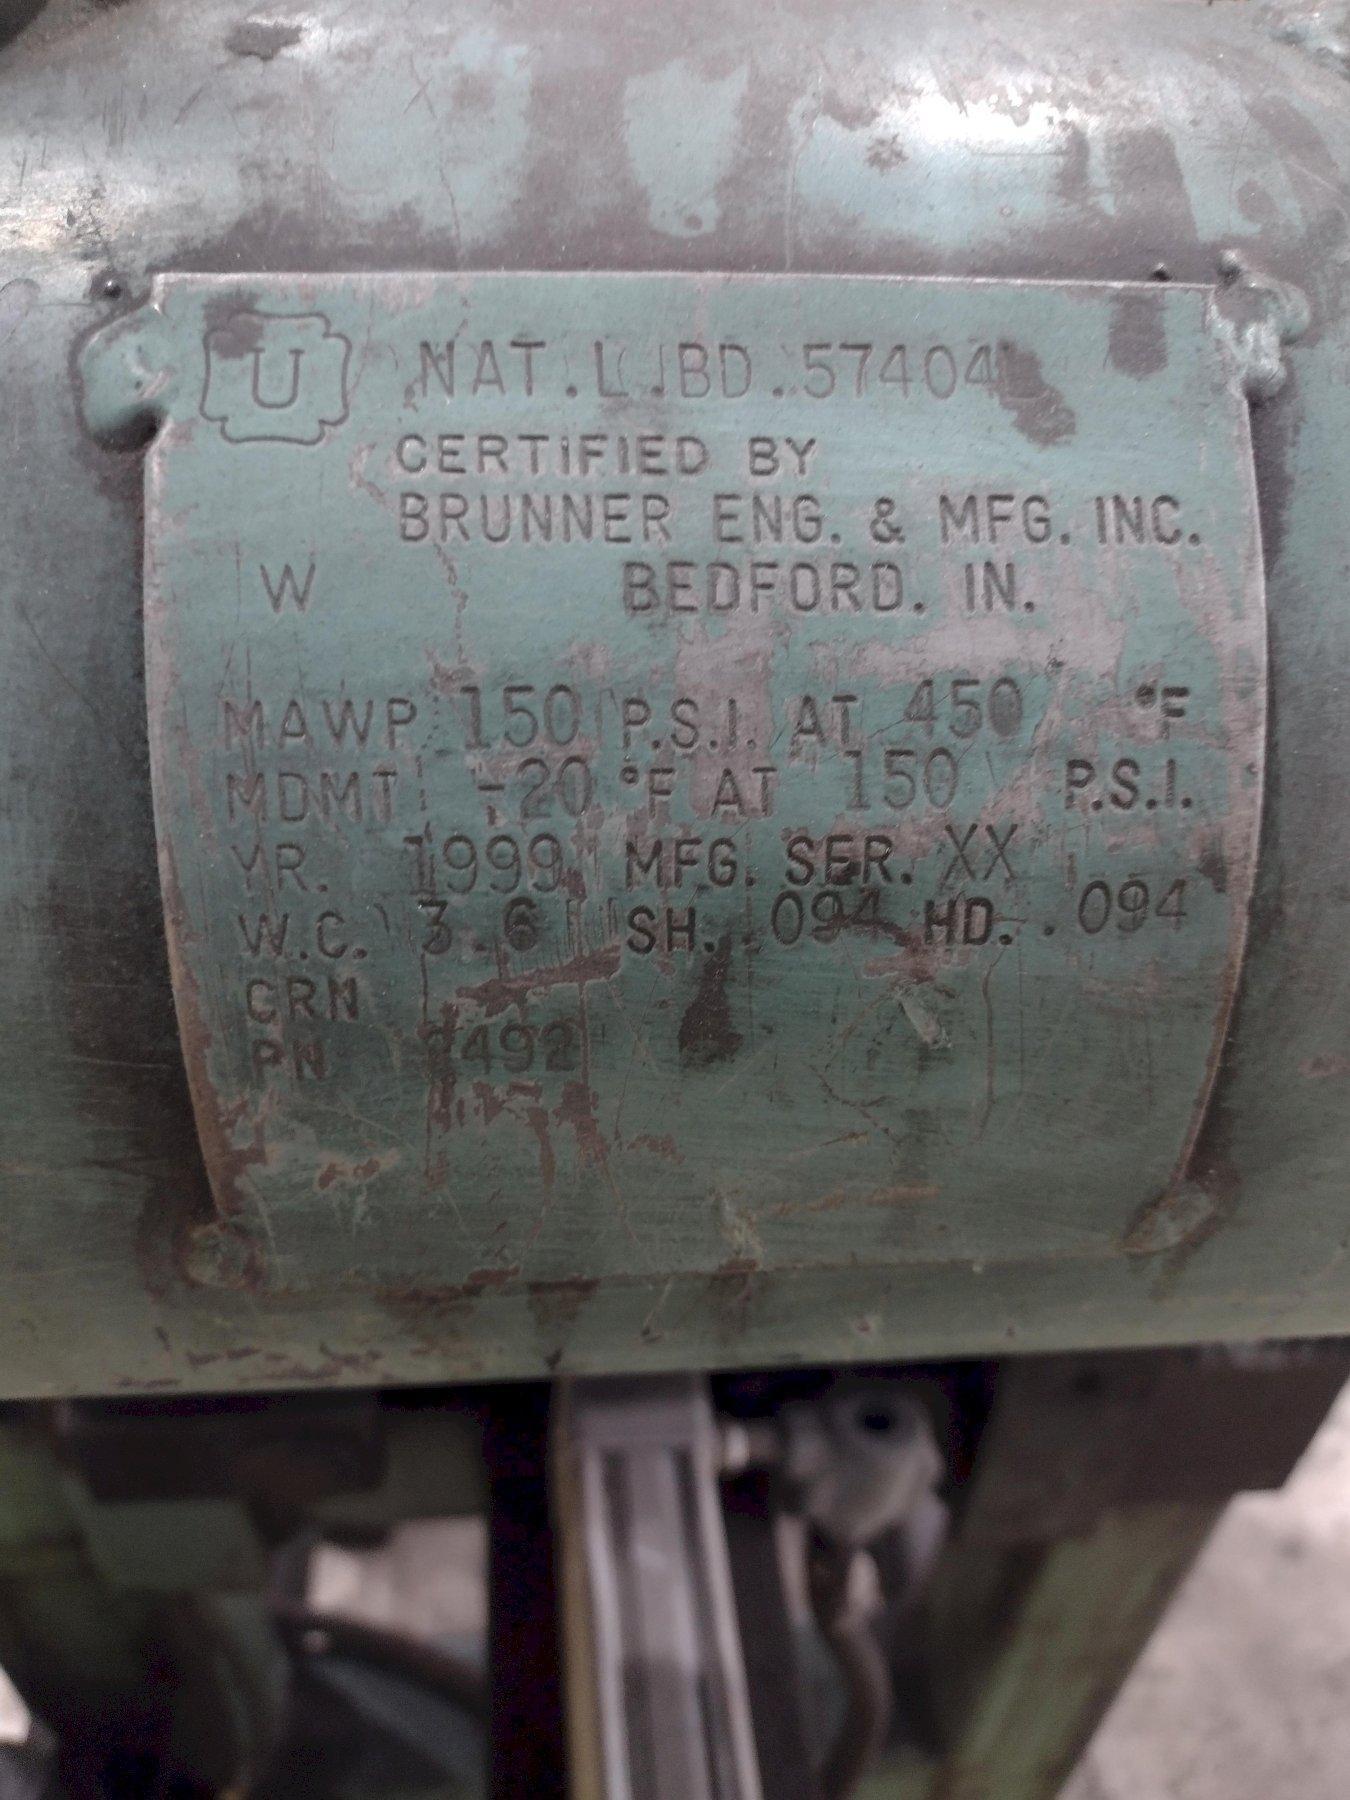 U NAT. L. BD. 57404
CERTIFIED BY
BRUNNER ENG. & MFG. INC.
W BEDFORD. IN.
MAWP 150 P.S.I. AT 450 °F
MDMT -20 °F AT 150 P.S.I.
YR. 1999 MFG. SER. XX
W.C. 3.6 SH. .094 HD. .094
CRN
PN